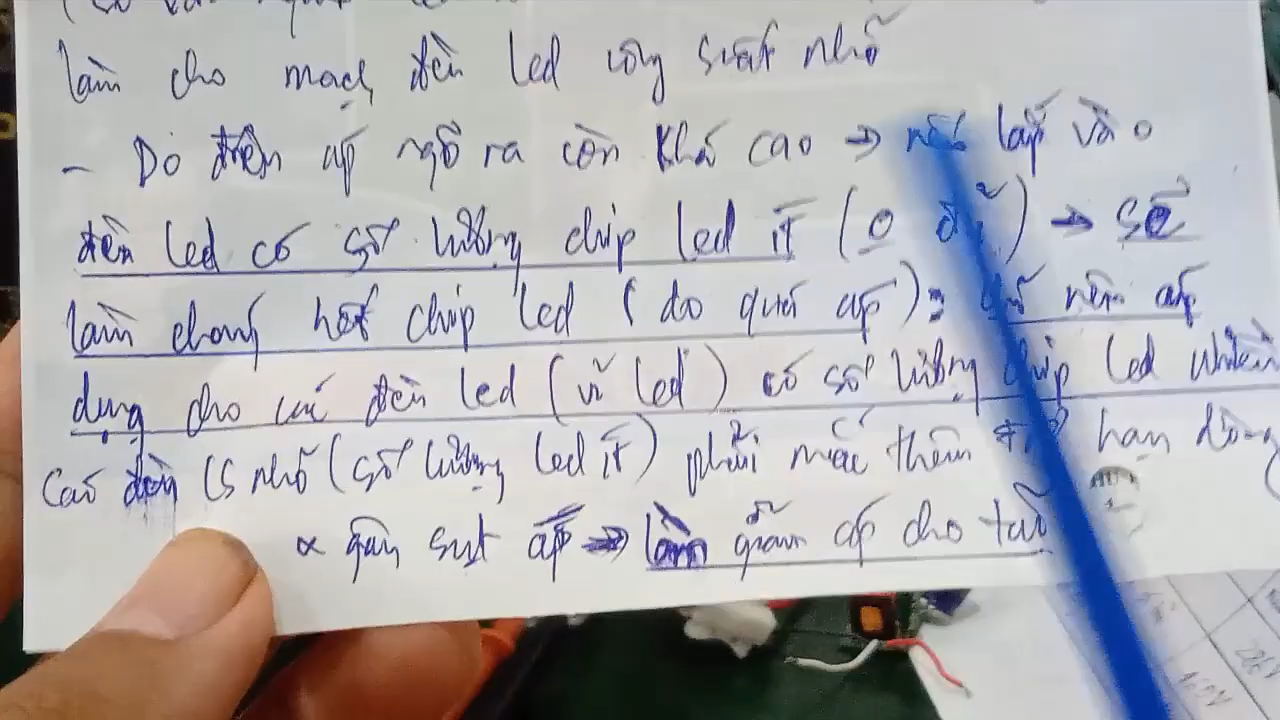 làm cho mạch đèn led công suất nhỏ
- Do điện áp ngõ ra còn khá cao → nếu lắp vào
đèn led có số lượng chip led ít (o đủ) → sẽ
làm cháy hết chip led (do quá áp): nên áp
dụng cho các đèn led (vĩ led) có số lượng chip led nhiều
Các đèn CS nhỏ (số lượng led ít) phải mắc thêm trở hạn dòng
∝ gây sụt áp → làm giảm áp cho